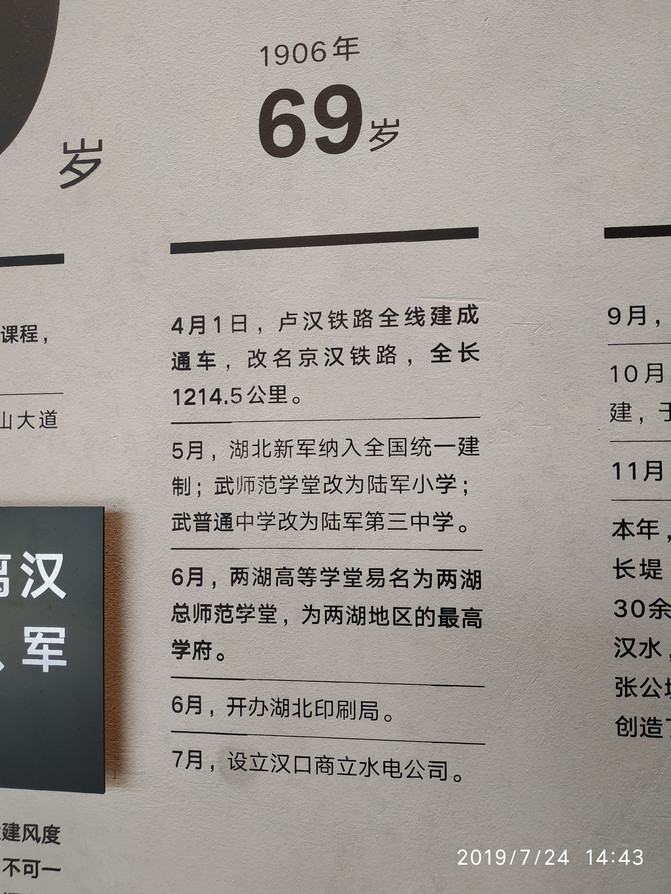 岁
课程，
山大道
离汉
军
建风度
不可一
1906年
69岁
4月1日，卢汉铁路全线建成
通车，改名京汉铁路，全长
1214.5公里。
5月，湖北新军纳入全国统一建
制；武师范学堂改为陆军小学；
武普通中学改为陆军第三中学。
6月，两湖高等学堂易名为两湖
总师范学堂，为两湖地区的最高
学府。
6月，开办湖北印刷局。
7月，设立汉口商立水电公司。
9月，
10月
建，于
11月
本年，
长堤
30余
汉水，
张公堤
创造了
2019/7/24 14:43